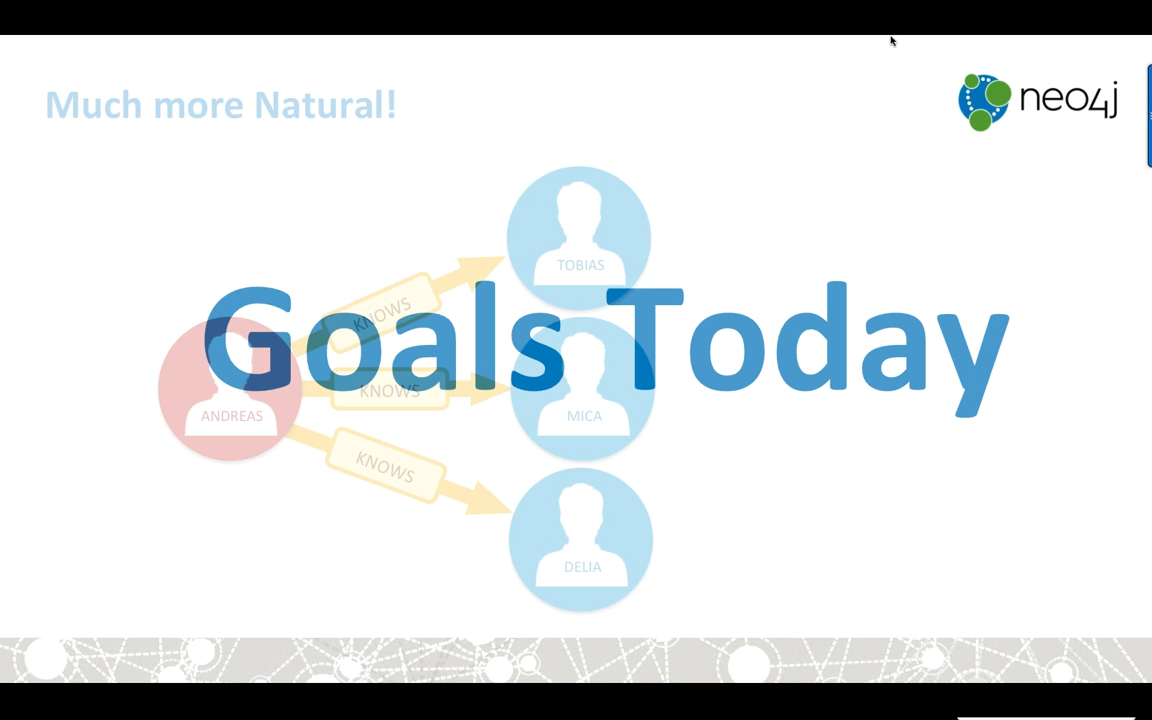 Much more Natural!
neo4j
TOBIAS
KNOWS
Goals Today
KNOWS
ANDREAS
MICA
KNOWS
DELIA